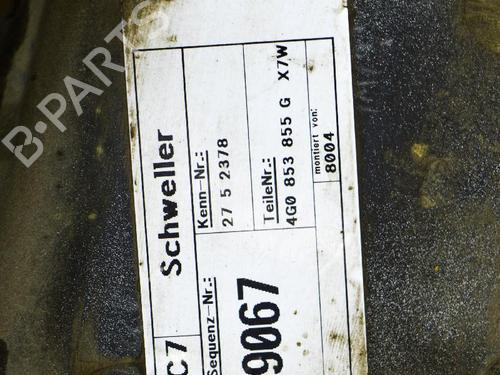 B-PARTS
C7
Schweller
Sequenz-Nr.:
9067
Kenn-Nr.:
27 5 2378
TeileNr.:
4G0 853 855 G X7W
montiert von:
8004